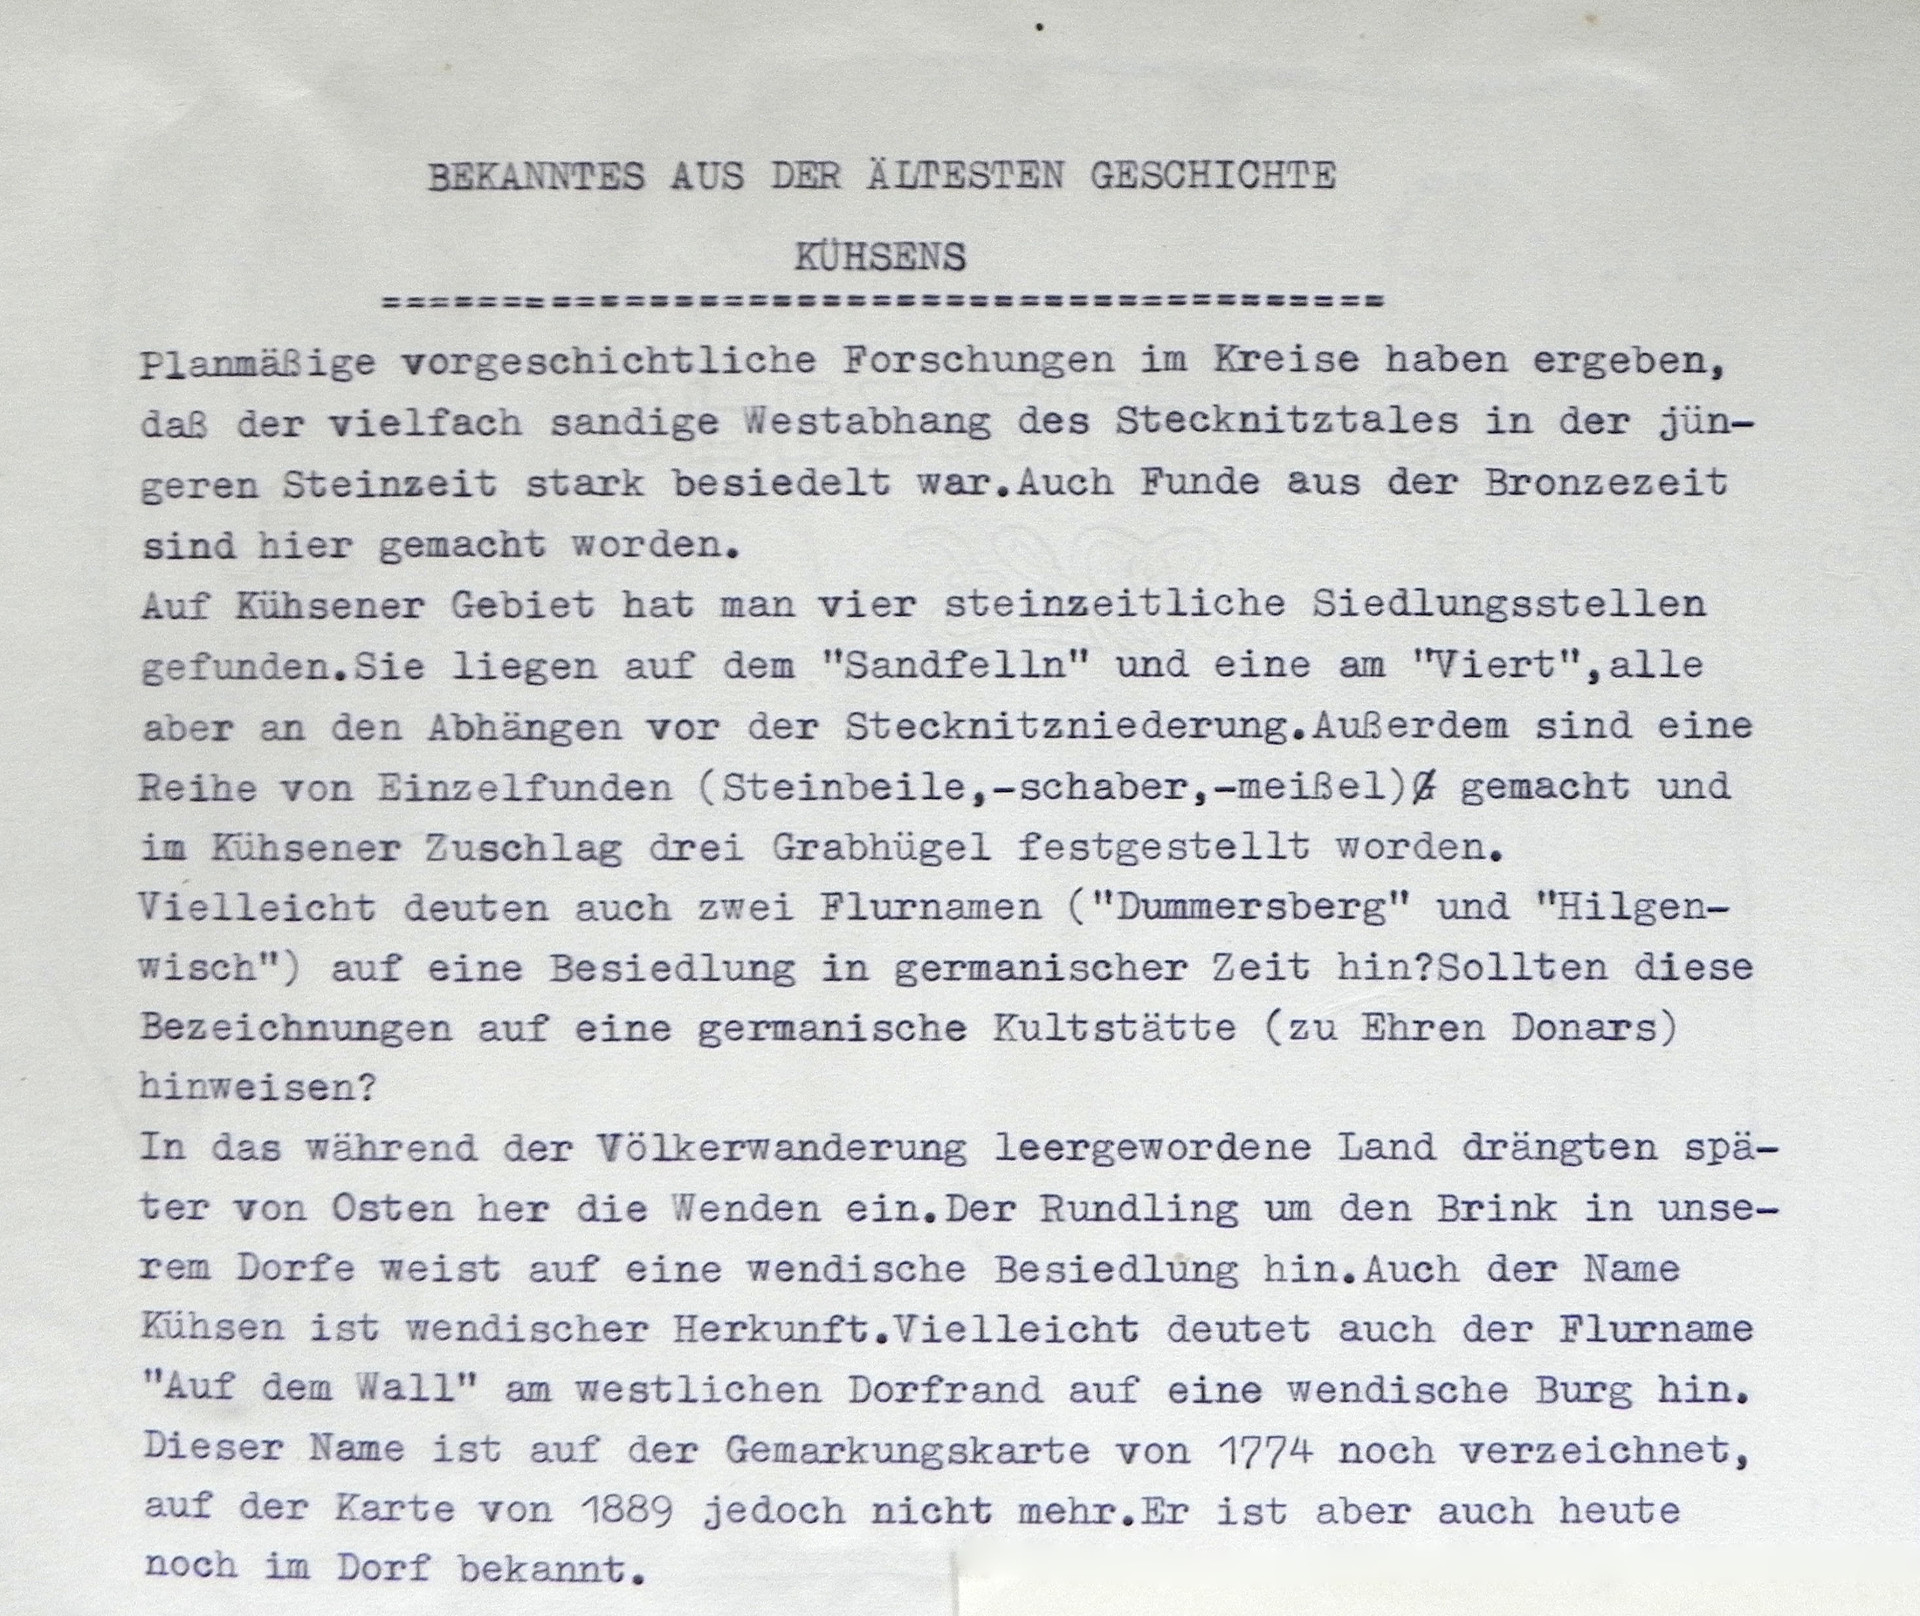 BEKANNTES AUS DER ÄLTESTEN GESCHICHTE
KÜHSENS
=========================================
Planmäßige vorgeschichtliche Forschungen im Kreise haben ergeben,
daß der vielfach sandige Westabhang des Stecknitztales in der jün-
geren Steinzeit stark besiedelt war.Auch Funde aus der Bronzezeit
sind hier gemacht worden.
Auf Kühsener Gebiet hat man vier steinzeitliche Siedlungsstellen
gefunden.Sie liegen auf dem "Sandfelln" und eine am "Viert",alle
aber an den Abhängen vor der Stecknitzniederung.Außerdem sind eine
Reihe von Einzelfunden (Steinbeile,-schaber,-meißel) gemacht und
im Kühsener Zuschlag drei Grabhügel festgestellt worden.
Vielleicht deuten auch zwei Flurnamen ("Dummersberg" und "Hilgen-
wisch") auf eine Besiedlung in germanischer Zeit hin?Sollten diese
Bezeichnungen auf eine germanische Kultstätte (zu Ehren Donars)
hinweisen?
In das während der Völkerwanderung leergewordene Land drängten spä-
ter von Osten her die Wenden ein.Der Rundling um den Brink in unse-
rem Dorfe weist auf eine wendische Besiedlung hin.Auch der Name
Kühsen ist wendischer Herkunft.Vielleicht deutet auch der Flurname
"Auf dem Wall" am westlichen Dorfrand auf eine wendische Burg hin.
Dieser Name ist auf der Gemarkungskarte von 1774 noch verzeichnet,
auf der Karte von 1889 jedoch nicht mehr.Er ist aber auch heute
noch im Dorf bekannt.